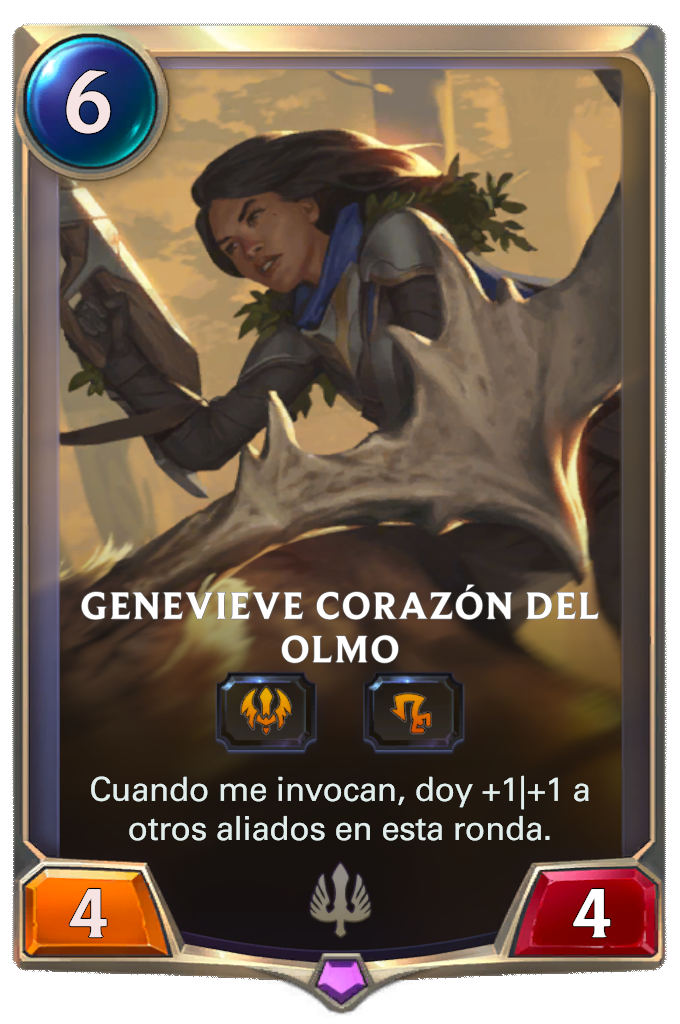 6
GENEVIEVE CORAZÓN DEL
OLMO
Cuando me invocan, doy +1|+1 a
otros aliados en esta ronda.
4
4